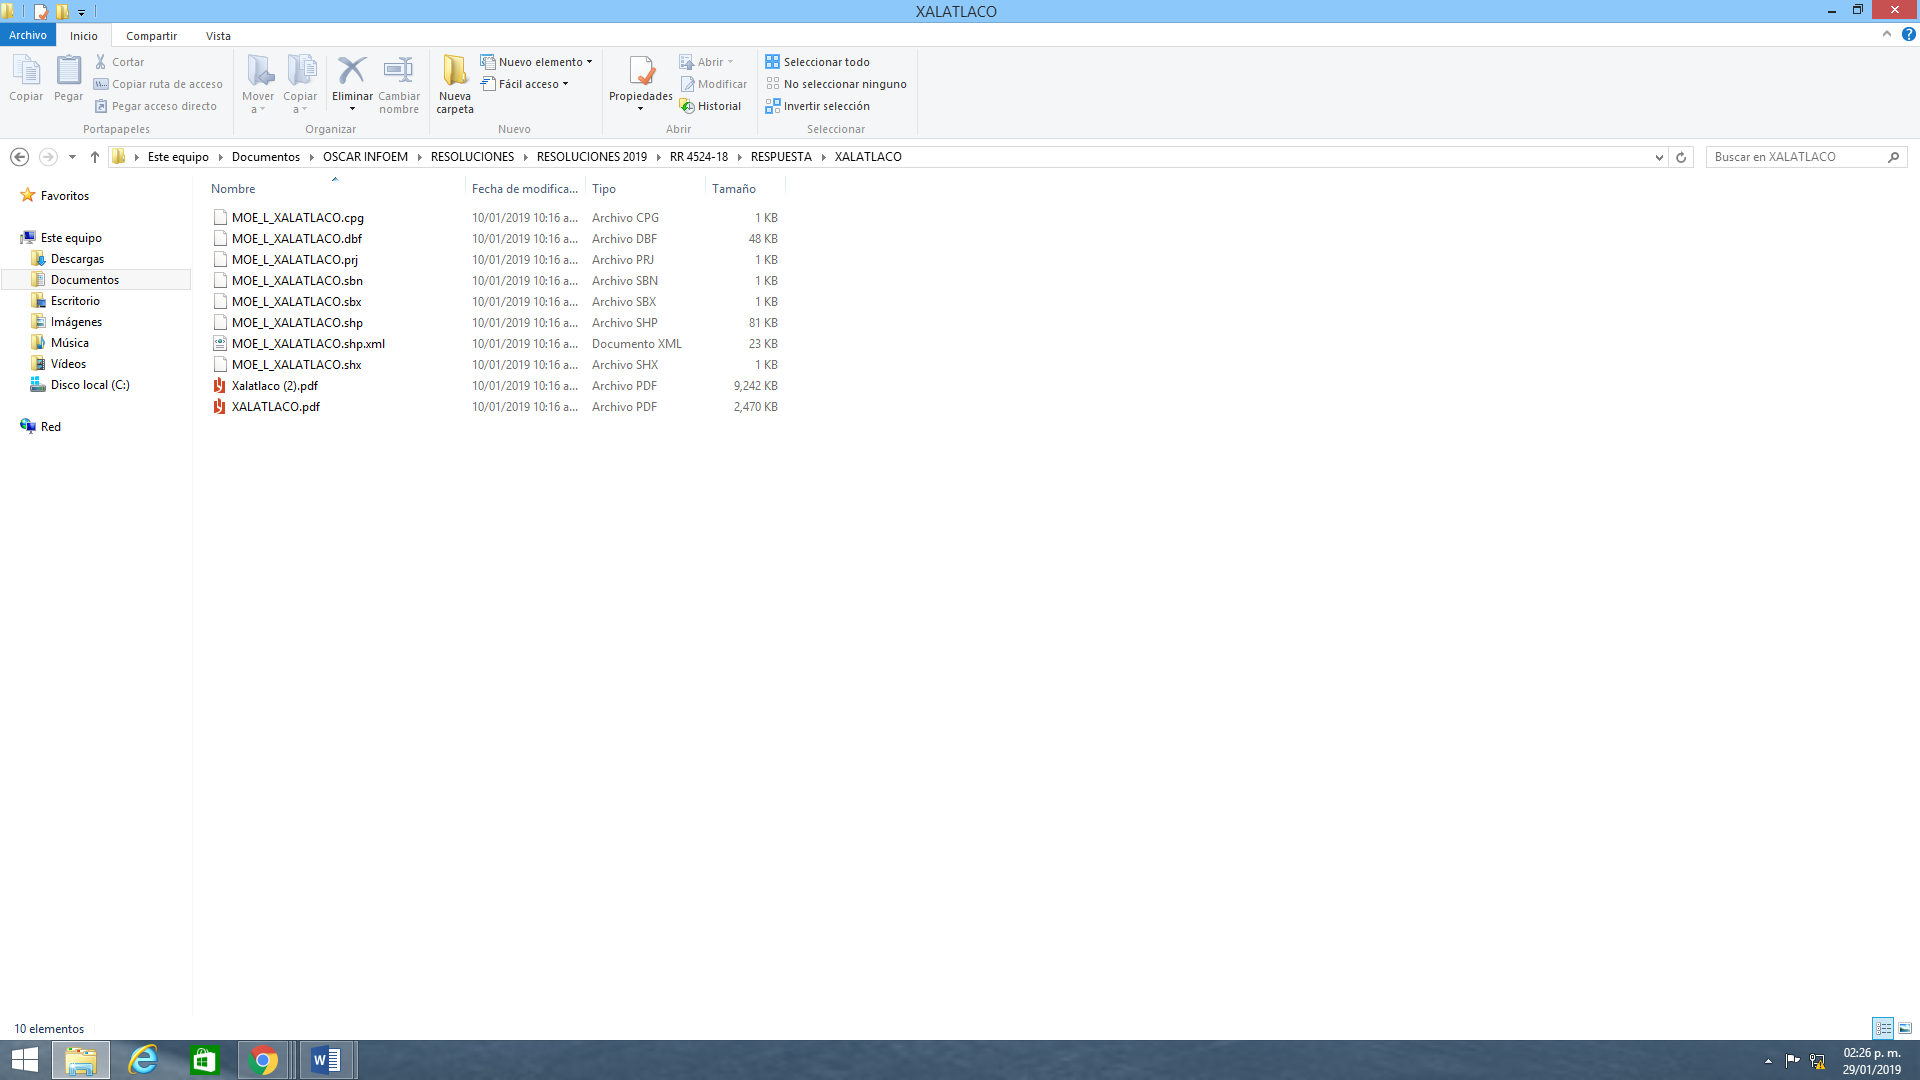 XALATLACO
Archivo Inicio Compartir Vista
Copiar
Pegar
Cortar
Copiar ruta de acceso
Pegar acceso directo
Portapapeles
Mover a
Copiar a
Eliminar
Cambiar nombre
Organizar
Nueva carpeta
Nuevo elemento
Fácil acceso
Nuevo
Propiedades
Abrir
Modificar
Historial
Abrir
Seleccionar todo
No seleccionar ninguno
Invertir selección
Seleccionar
Este equipo Documentos OSCAR INFOEM RESOLUCIONES RESOLUCIONES 2019 RR 4524-18 RESPUESTA XALATLACO
Buscar en XALATLACO
Favoritos
Este equipo
Descargas
Documentos
Escritorio
Imágenes
Música
Vídeos
Disco local (C:)
Red
Nombre Fecha de modifica... Tipo Tamaño
MOE_L_XALATLACO.cpg 10/01/2019 10:16 a... Archivo CPG 1 KB
MOE_L_XALATLACO.dbf 10/01/2019 10:16 a... Archivo DBF 48 KB
MOE_L_XALATLACO.prj 10/01/2019 10:16 a... Archivo PRJ 1 KB
MOE_L_XALATLACO.sbn 10/01/2019 10:16 a... Archivo SBN 1 KB
MOE_L_XALATLACO.sbx 10/01/2019 10:16 a... Archivo SBX 1 KB
MOE_L_XALATLACO.shp 10/01/2019 10:16 a... Archivo SHP 81 KB
MOE_L_XALATLACO.shp.xml 10/01/2019 10:16 a... Documento XML 23 KB
MOE_L_XALATLACO.shx 10/01/2019 10:16 a... Archivo SHX 1 KB
Xalatlaco (2).pdf 10/01/2019 10:16 a... Archivo PDF 9,242 KB
XALATLACO.pdf 10/01/2019 10:16 a... Archivo PDF 2,470 KB
10 elementos
02:26 p. m.
29/01/2019